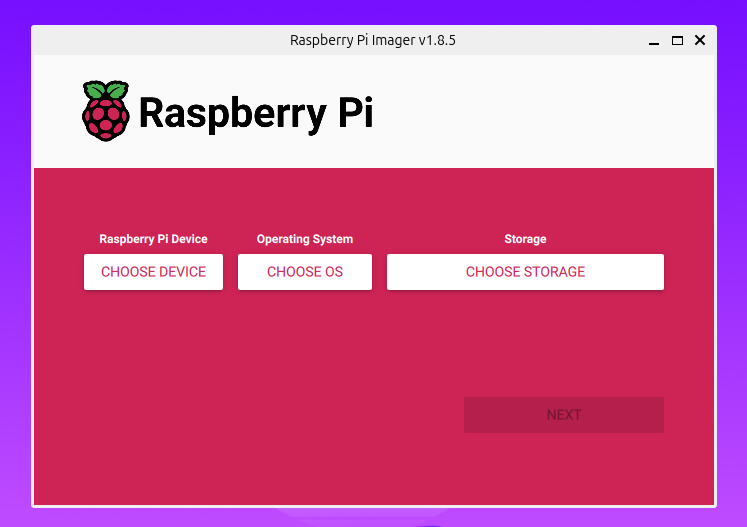 Raspberry Pi Imager v1.8.5
Raspberry Pi
Raspberry Pi Device
Operating System
Storage
CHOOSE DEVICE
CHOOSE OS
CHOOSE STORAGE
NEXT